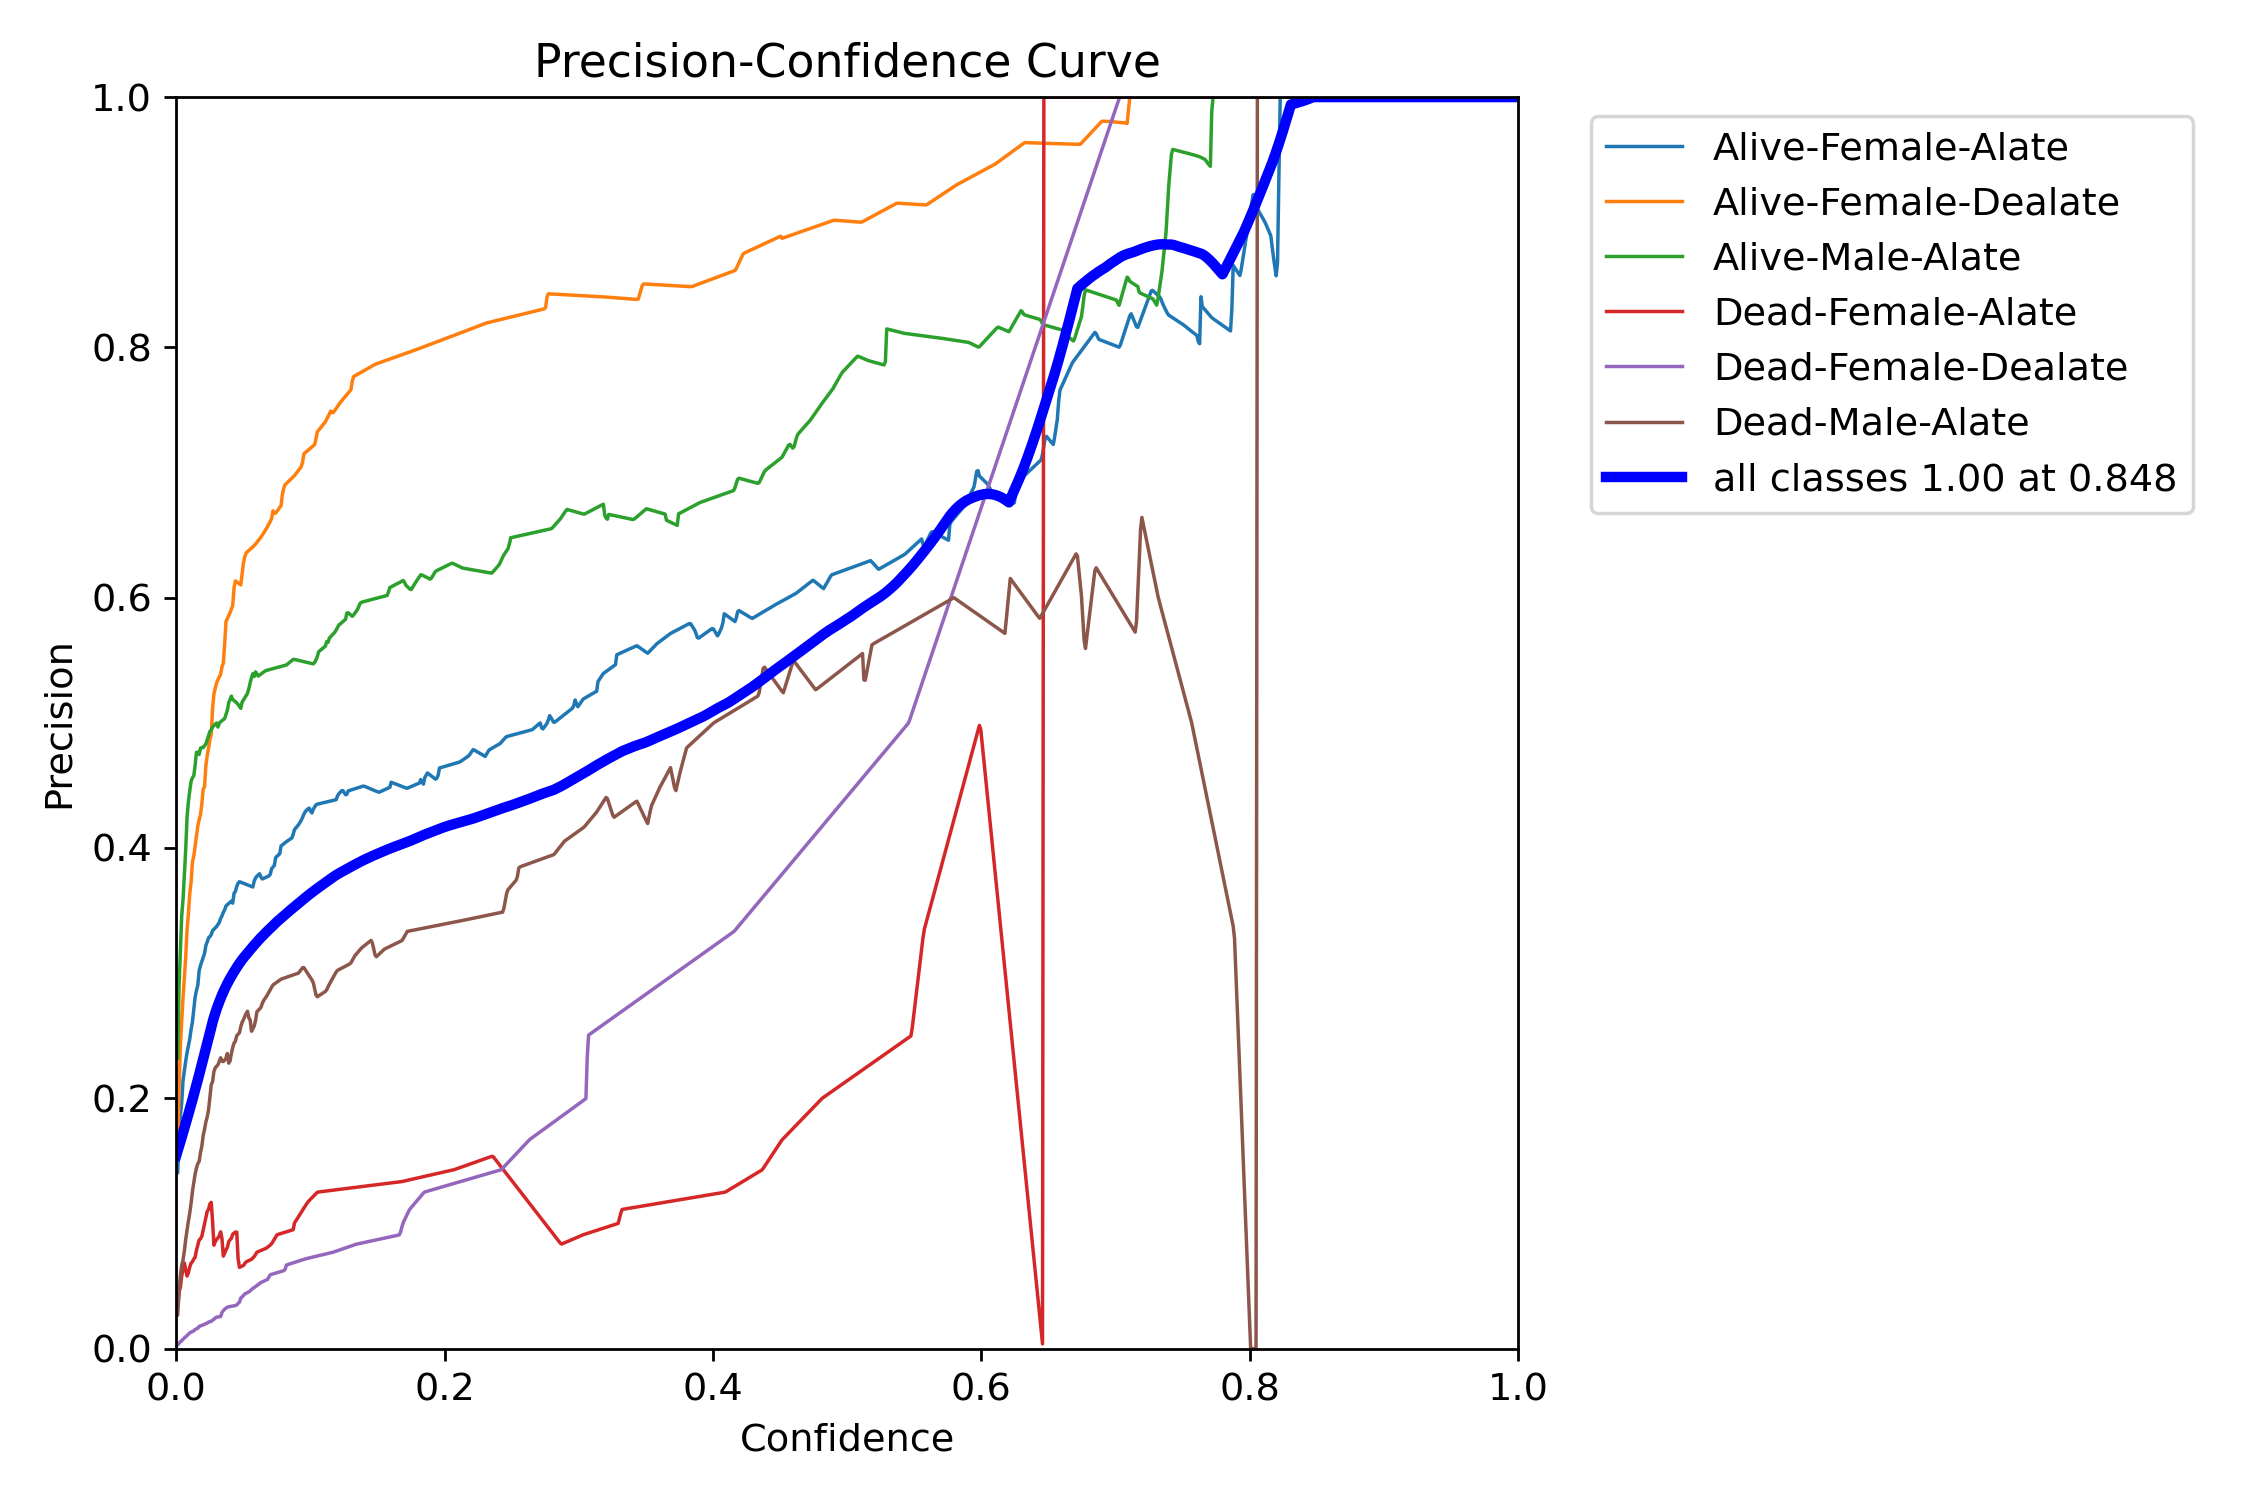 Precision-Confidence Curve
1.0
0.8
0.6
0.4
0.2
0.0
Precision
0.0 0.2 0.4 0.6 0.8 1.0
Confidence
Alive-Female-Alate
Alive-Female-Dealate
Alive-Male-Alate
Dead-Female-Alate
Dead-Female-Dealate
Dead-Male-Alate
all classes 1.00 at 0.848